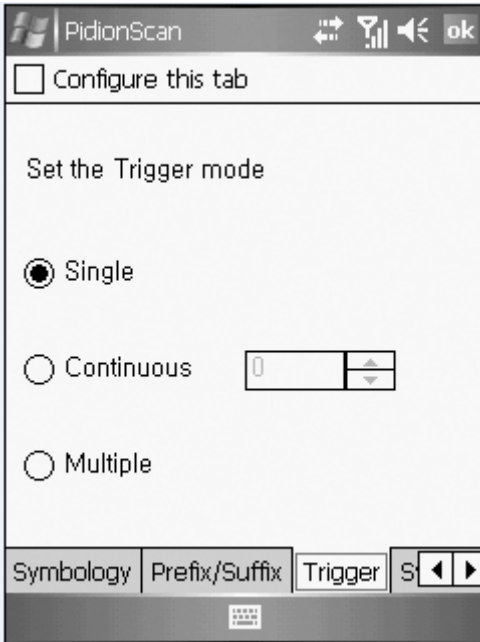 PidionScan ok
Configure this tab
Set the Trigger mode
Single
Continuous 0
Multiple
Symbology Prefix/Suffix Trigger